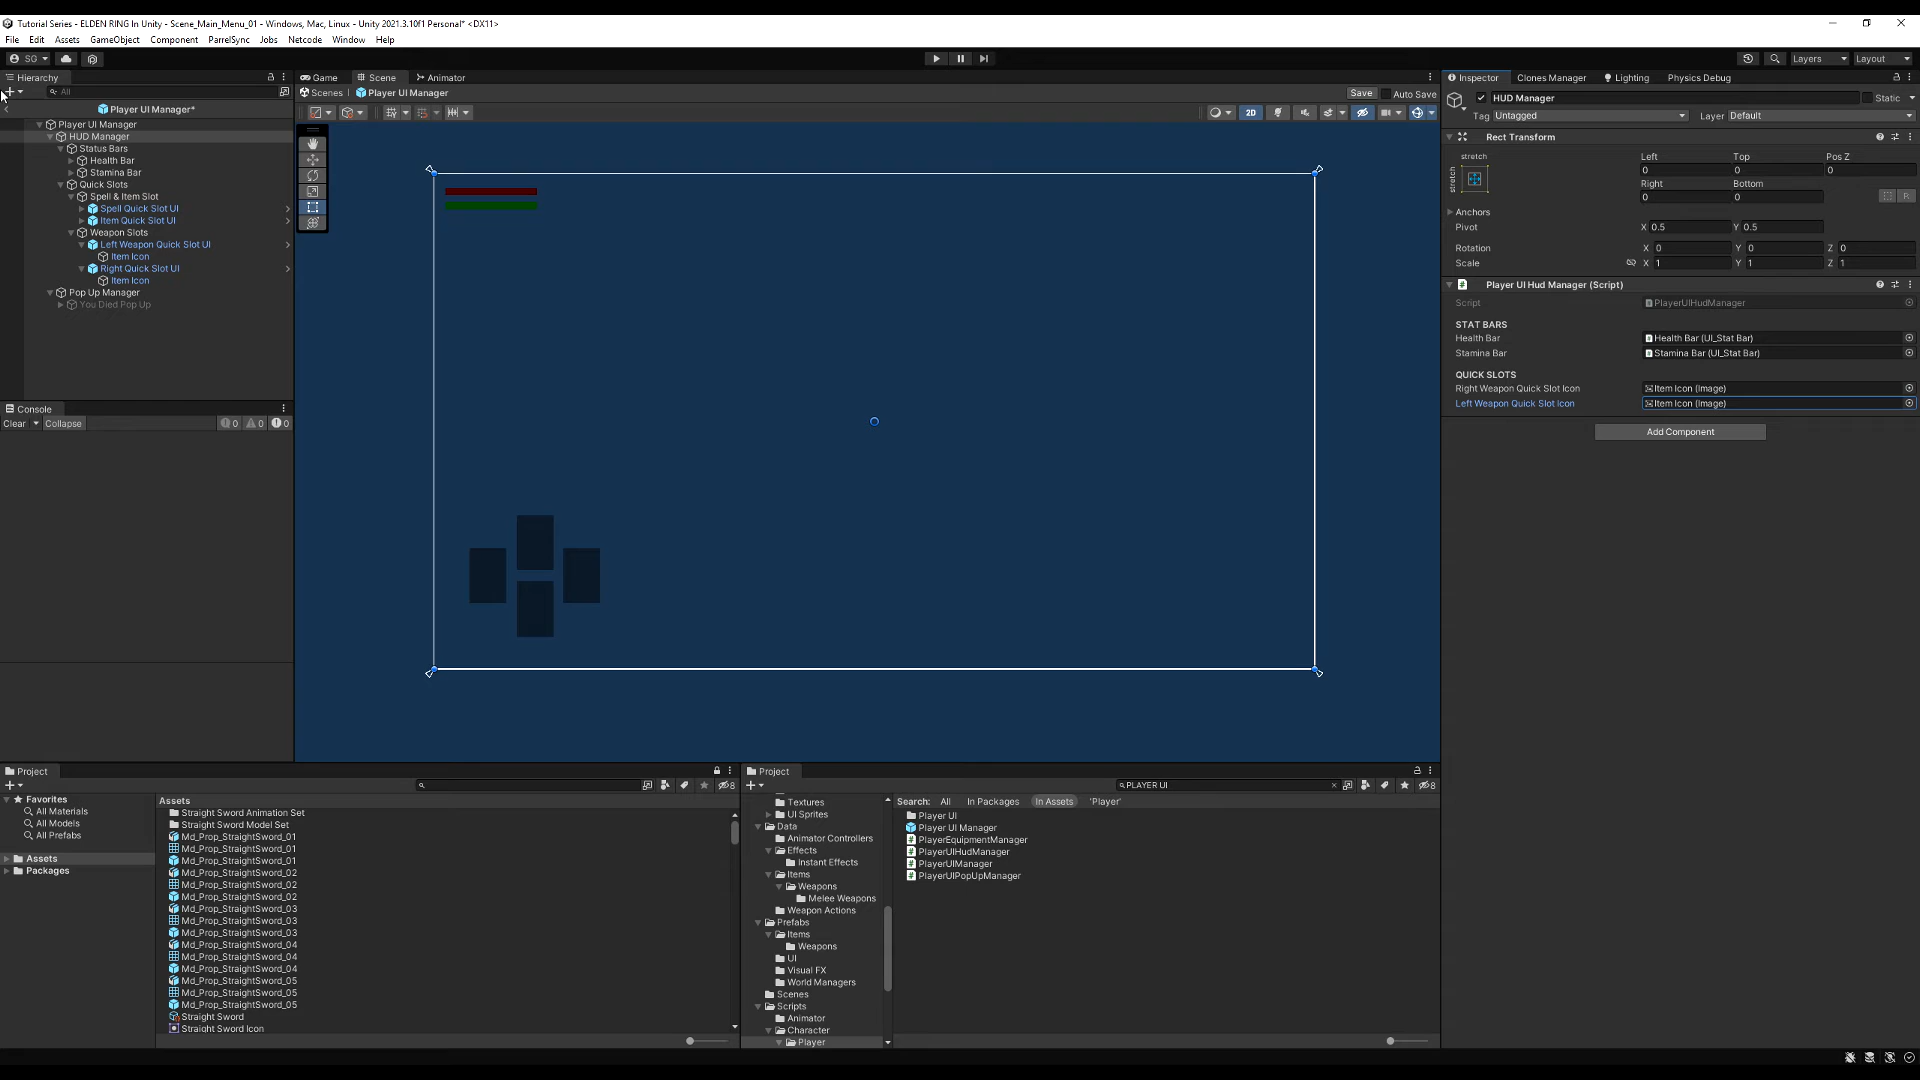 Tutorial Series - ELDEN RING In Unity - Scene_Main_Menu_01 - Windows, Mac, Linux - Unity 2021.3.10f1 Personal* <DX11>
File Edit Assets GameObject Component ParrelSync Jobs Netcode Window Help
SG Layers Layout
Hierarchy
All
Player UI Manager*
Player UI Manager
HUD Manager
Status Bars
Health Bar
Stamina Bar
Quick Slots
Spell & Item Slot
Spell Quick Slot UI
Item Quick Slot UI
Weapon Slots
Left Weapon Quick Slot UI
Item Icon
Right Quick Slot UI
Item Icon
Pop Up Manager
You Died Pop Up
Console
Clear Collapse 0 0 0
Game Scene Animator
Scenes Player UI Manager Save Auto Save
2D
Inspector Clones Manager Lighting Physics Debug
HUD Manager Static
Tag Untagged Layer Default
Rect Transform
stretch Left Top Pos Z
stretch 0 0 0
Right Bottom
0 0 R
Anchors
Pivot X 0.5 Y 0.5
Rotation X 0 Y 0 Z 0
Scale X 1 Y 1 Z 1
Player UI Hud Manager (Script)
Script PlayerUIHudManager
STAT BARS
Health Bar Health Bar (UI_Stat Bar)
Stamina Bar Stamina Bar (UI_Stat Bar)
QUICK SLOTS
Right Weapon Quick Slot Icon Item Icon (Image)
Left Weapon Quick Slot Icon Item Icon (Image)
Add Component
Project
8
Favorites
All Materials
All Models
All Prefabs
Assets
Packages
Assets
Straight Sword Animation Set
Straight Sword Model Set
Md_Prop_StraightSword_01
Md_Prop_StraightSword_01
Md_Prop_StraightSword_01
Md_Prop_StraightSword_02
Md_Prop_StraightSword_02
Md_Prop_StraightSword_02
Md_Prop_StraightSword_03
Md_Prop_StraightSword_03
Md_Prop_StraightSword_03
Md_Prop_StraightSword_04
Md_Prop_StraightSword_04
Md_Prop_StraightSword_04
Md_Prop_StraightSword_05
Md_Prop_StraightSword_05
Md_Prop_StraightSword_05
Straight Sword
Straight Sword Icon
Project
PLAYER UI 8
Textures
UI Sprites
Data
Animator Controllers
Effects
Instant Effects
Items
Weapons
Melee Weapons
Weapon Actions
Prefabs
Items
Weapons
UI
Visual FX
World Managers
Scenes
Scripts
Animator
Character
Player
Search: All In Packages In Assets 'Player'
Player UI
Player UI Manager
PlayerEquipmentManager
PlayerUIHudManager
PlayerUIManager
PlayerUIPopUpManager